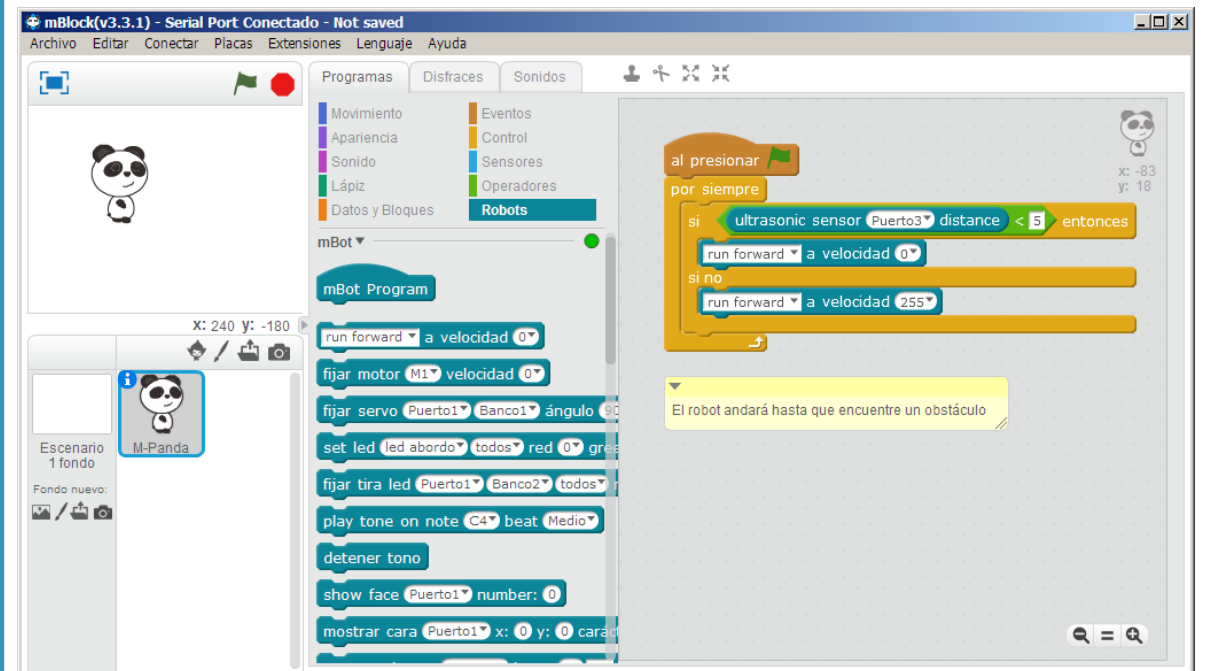 mBlock(v3.3.1) - Serial Port Conectado - Not saved
Archivo Editar Conectar Placas Extensiones Lenguaje Ayuda
Programas Disfraces Sonidos
Movimiento Eventos
Apariencia Control
Sonido Sensores
Lápiz Operadores
Datos y Bloques Robots
mBot
mBot Program
run forward a velocidad 0
fijar motor M1 velocidad 0
fijar servo Puerto1 Banco1 ángulo 90
set led led abordo todos red 0 gree
fijar tira led Puerto1 Banco2 todos
play tone on note C4 beat Medio
detener tono
show face Puerto1 number: 0
mostrar cara Puerto1 x: 0 y: 0 carác
X: 240 y: -180
i
M-Panda
Escenario
1 fondo
Fondo nuevo:
al presionar
por siempre
si ultrasonic sensor Puerto3 distance < 5 entonces
run forward a velocidad 0
si no
run forward a velocidad 255
El robot andará hasta que encuentre un obstáculo
x: -83
y: 18